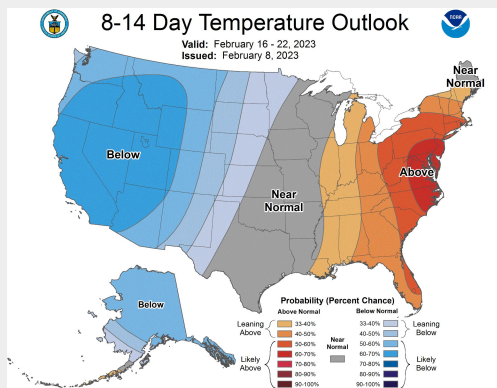 8-14 Day Temperature Outlook
Valid: February 16 - 22, 2023
Issued: February 8, 2023
NOAA
Near
Normal
Below
Above
Near
Normal
Below
Probability (Percent Chance)
Above Normal
Below Normal
Leaning
Above
33-40%
40-50%
Likely
Above
50-60%
60-70%
70-80%
80-90%
90-100%
Near
Normal
33-40%
40-50%
Leaning
Below
50-60%
60-70%
70-80%
80-90%
90-100%
Likely
Below